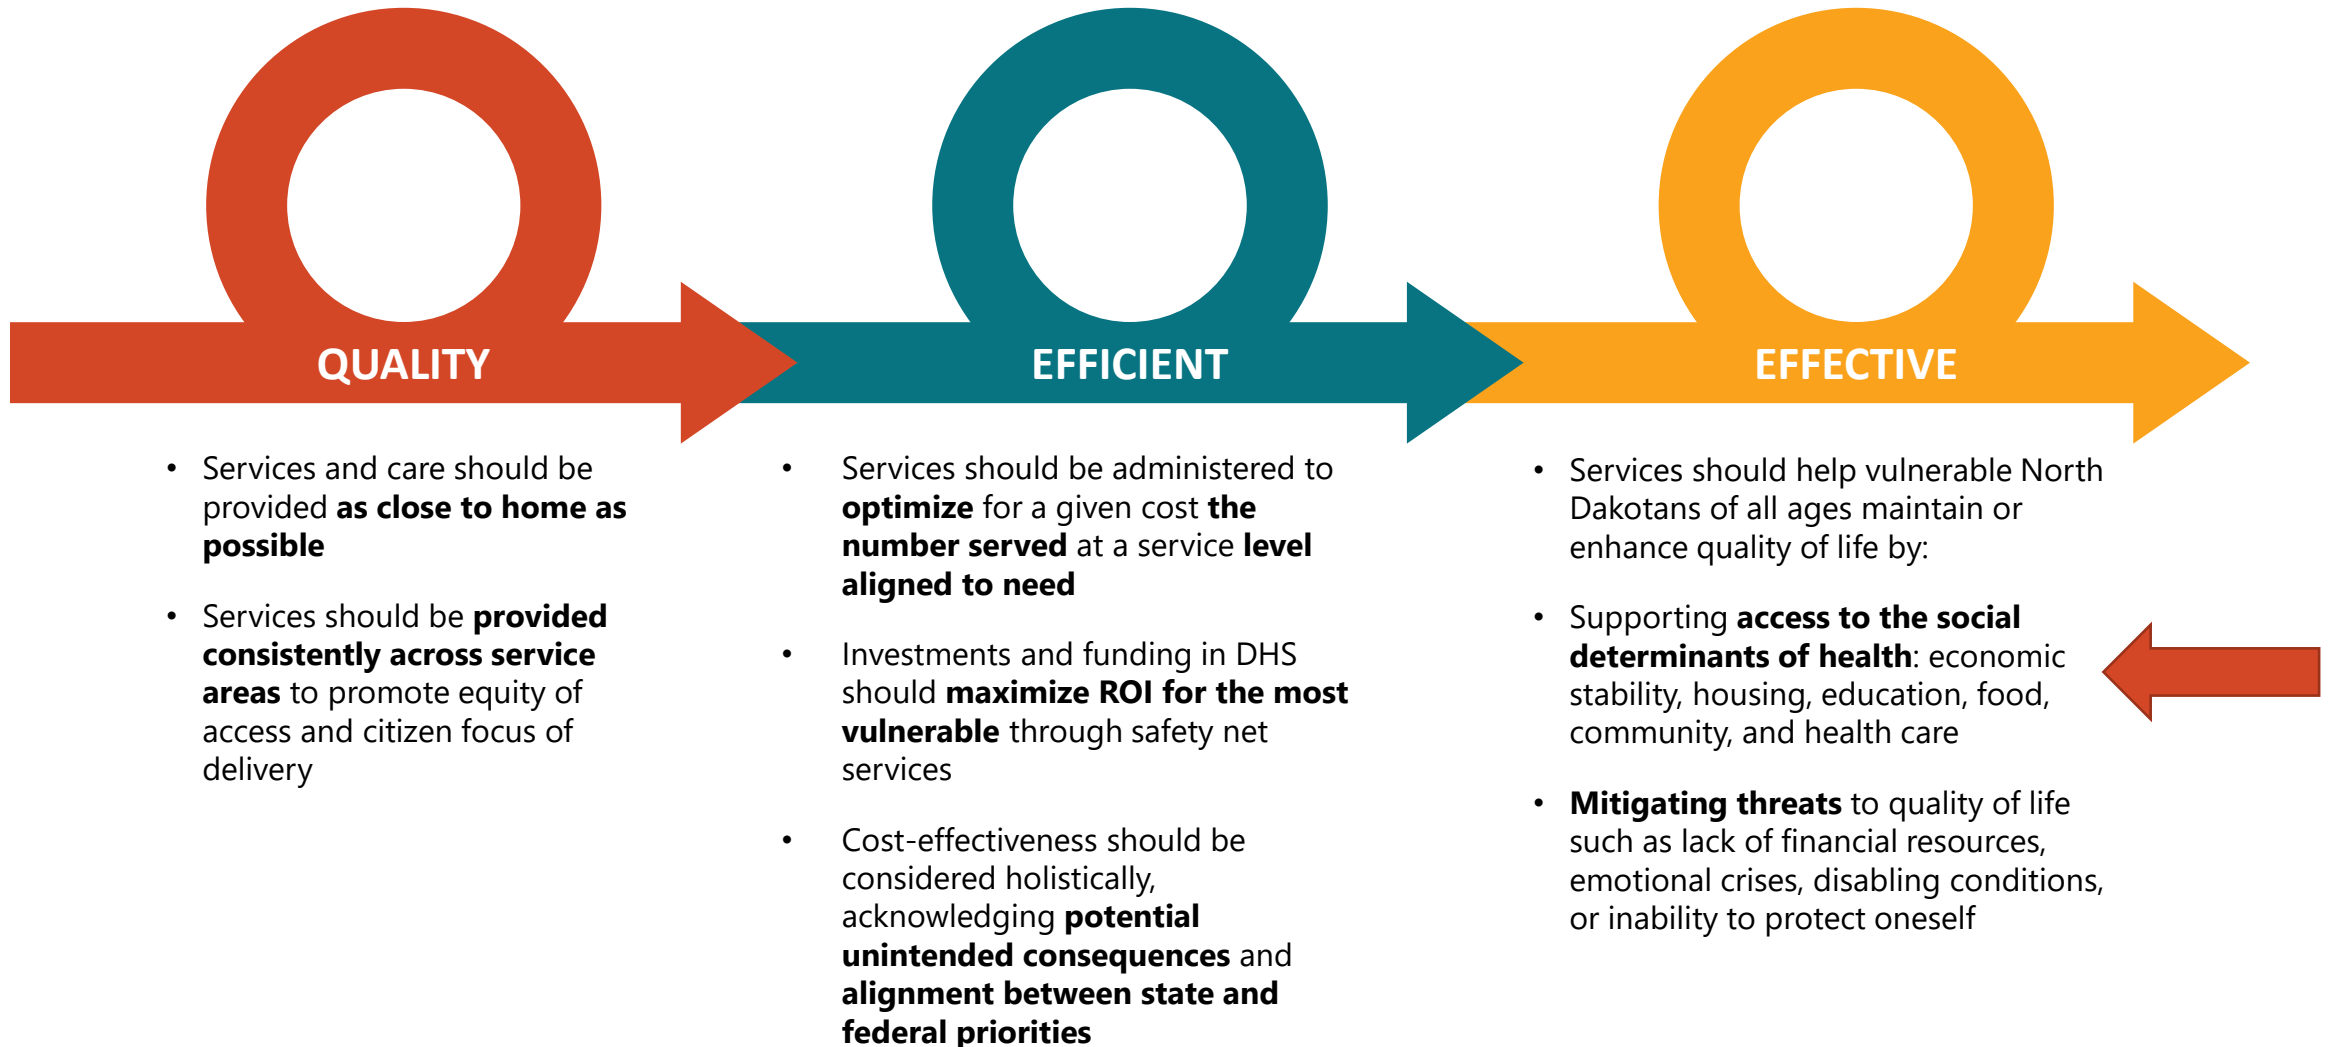 QUALITY
• Services and care should be
provided as close to home as
possible
• Services should be provided
consistently across service
areas to promote equity of
access and citizen focus of
delivery
EFFICIENT
• Services should be administered to
optimize for a given cost the
number served at a service level
aligned to need
• Investments and funding in DHS
should maximize ROI for the most
vulnerable through safety net
services
• Cost-effectiveness should be
considered holistically,
acknowledging potential
unintended consequences and
alignment between state and
federal priorities
EFFECTIVE
• Services should help vulnerable North
Dakotans of all ages maintain or
enhance quality of life by:
• Supporting access to the social
determinants of health: economic
stability, housing, education, food,
community, and health care
• Mitigating threats to quality of life
such as lack of financial resources,
emotional crises, disabling conditions,
or inability to protect oneself